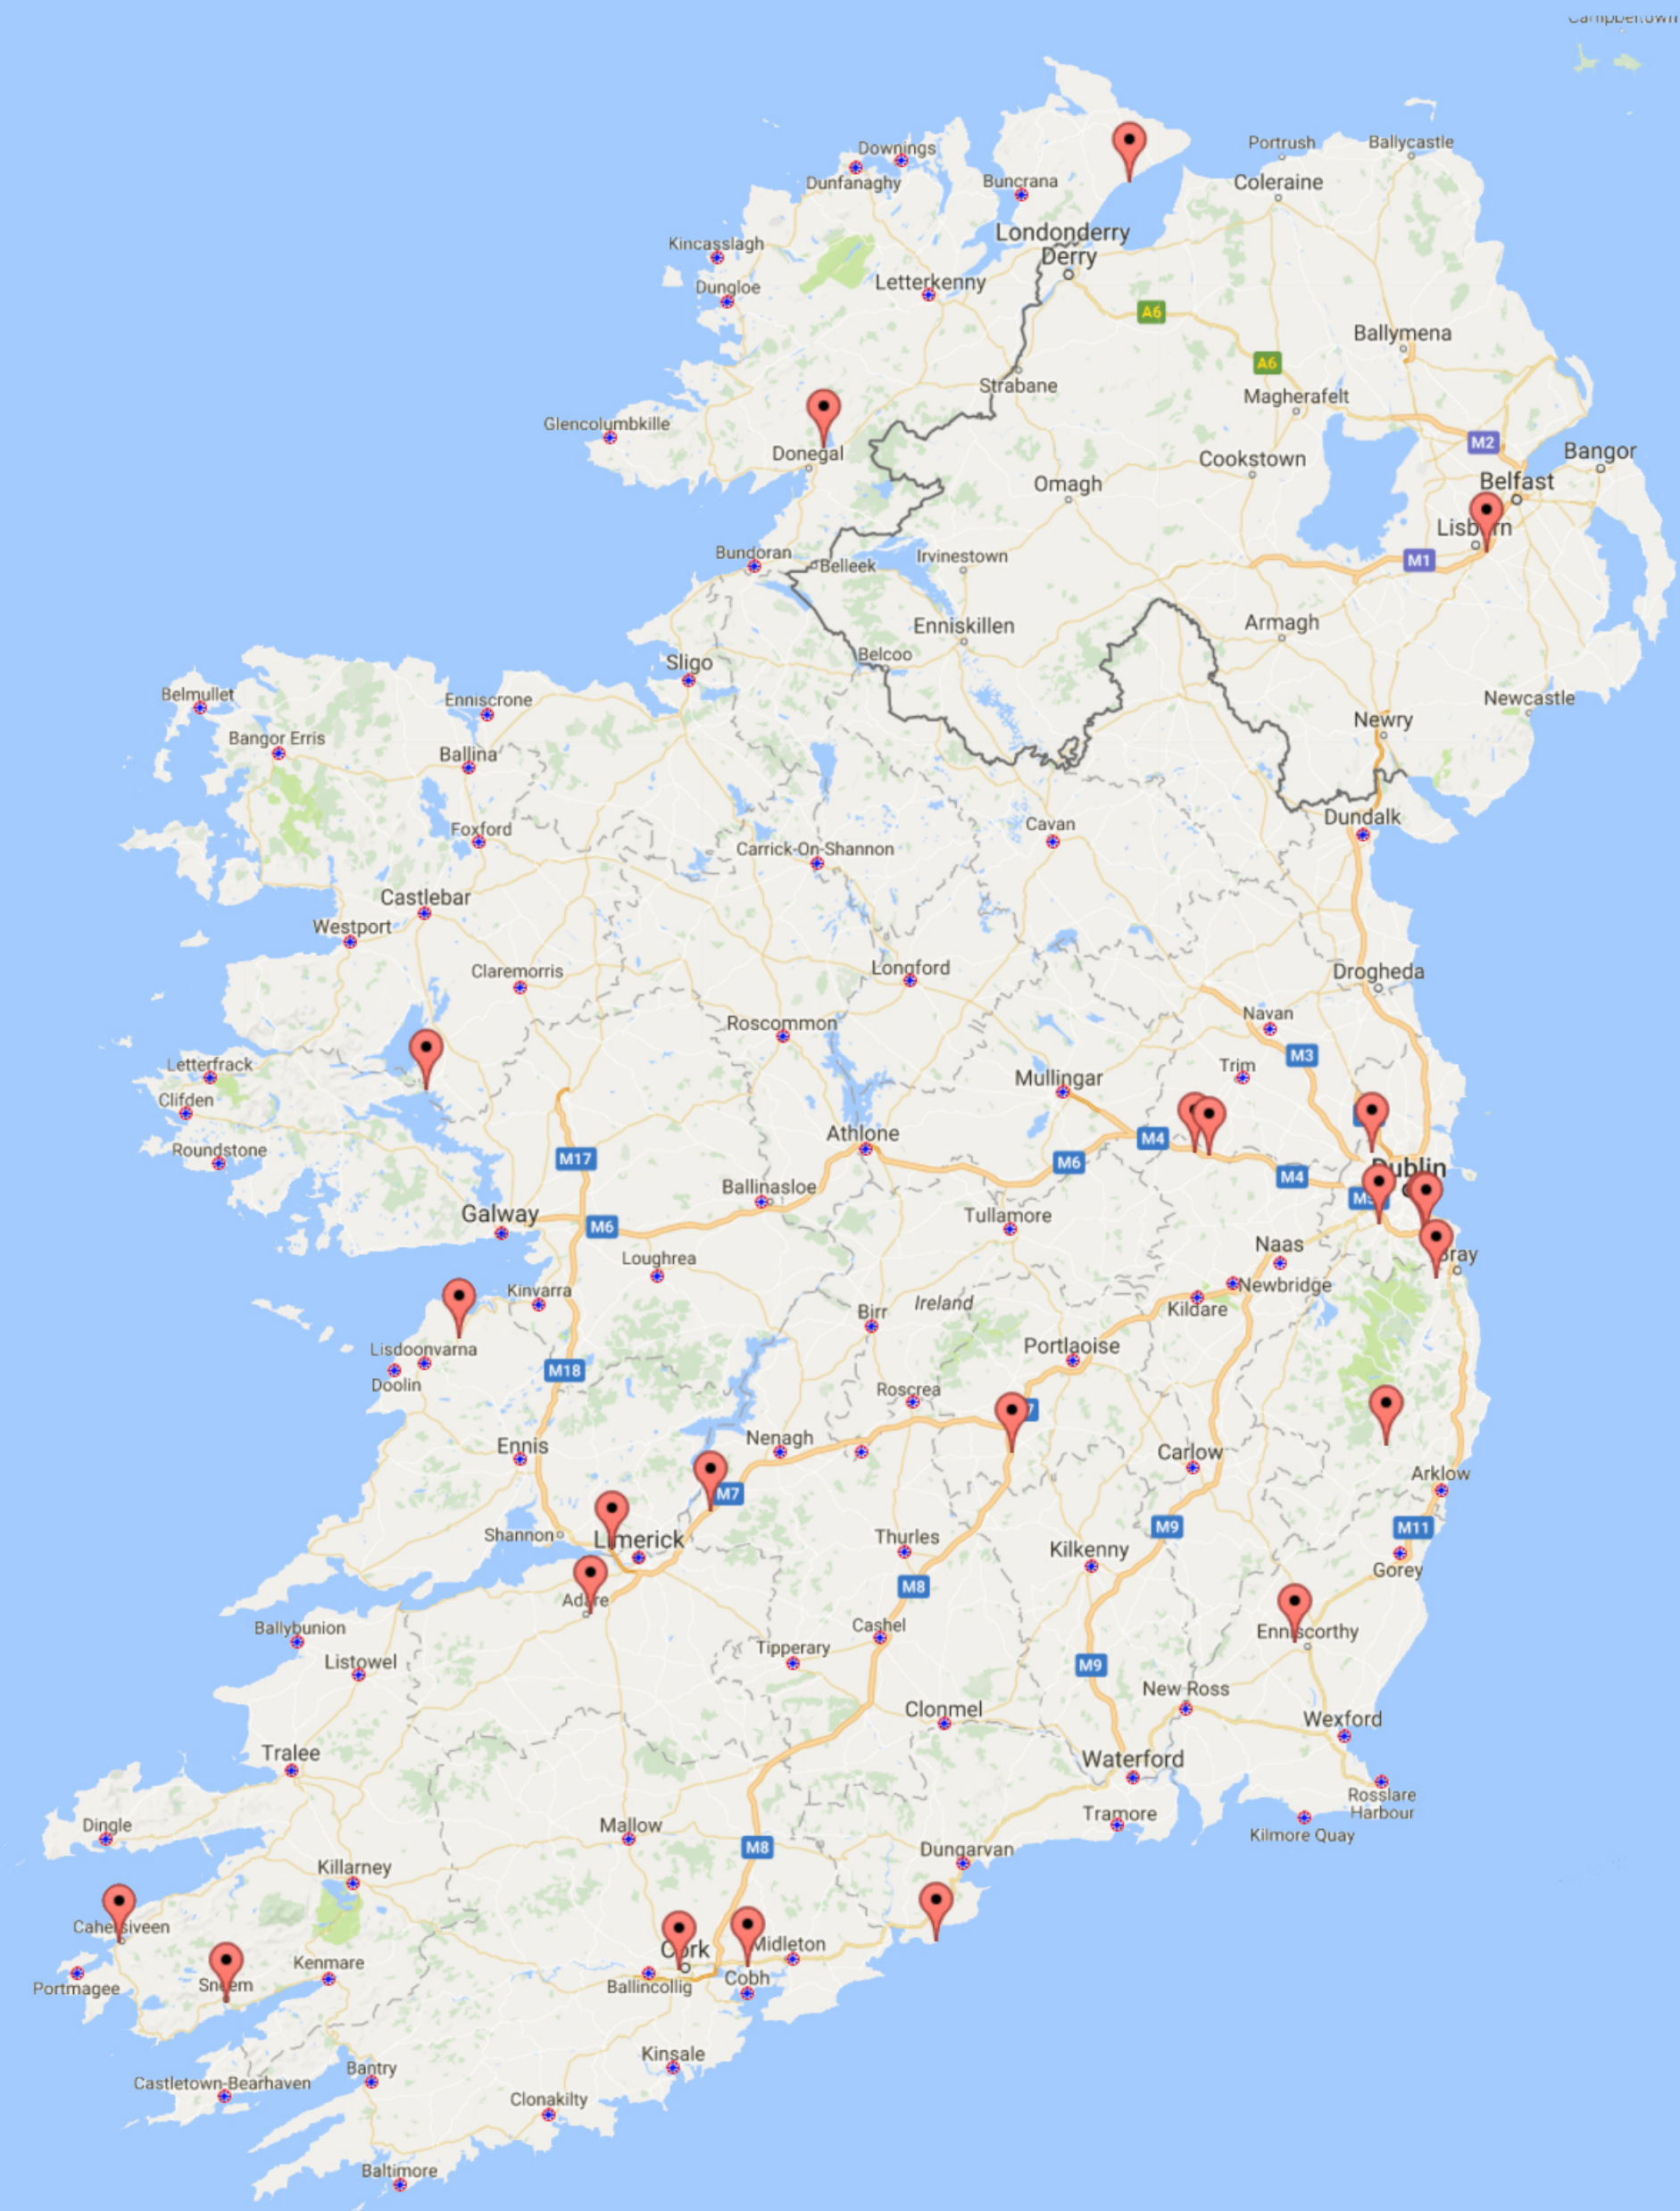 Campbeltown
Downings
Dunfanaghy
Buncrana
Portrush
Ballycastle
Coleraine
Londonderry
Derry
Kincasslagh
Dungloe
Letterkenny
A6
Ballymena
A6
Strabane
Magherafelt
Glencolumbkille
Donegal
M2
Bangor
Cookstown
Omagh
Belfast
Lisburn
Bundoran
Belleek
Irvinestown
M1
Enniskillen
Armagh
Belcoo
Sligo
Belmullet
Enniscrone
Newcastle
Newry
Bangor Erris
Ballina
Dundalk
Foxford
Cavan
Carrick-On-Shannon
Castlebar
Westport
Claremorris
Longford
Drogheda
Roscommon
Navan
M3
Letterfrack
Trim
Mullingar
Clifden
Athlone
M4
Roundstone
M17
M6
Dublin
M4
Ballinasloe
Galway
M6
Tullamore
Naas
Bray
Loughrea
Kinvarra
Newbridge
Kildare
Birr
Ireland
Lisdoonvarna
Doolin
M18
Portlaoise
Roscrea
7
Ennis
Nenagh
Carlow
Arklow
M7
Shannon
Limerick
Thurles
M9
M11
Kilkenny
Gorey
M8
Adare
Ballybunion
Cashel
Enniscorthy
Tipperary
Listowel
M9
New Ross
Clonmel
Wexford
Tralee
Waterford
Rosslare
Harbour
Dingle
Mallow
Tramore
Kilmore Quay
M8
Dungarvan
Killarney
Cahersiveen
Cork
Midleton
Kenmare
Portmagee
Sneem
Ballincollig
Cobh
Kinsale
Bantry
Castletown-Bearhaven
Clonakilty
Baltimore